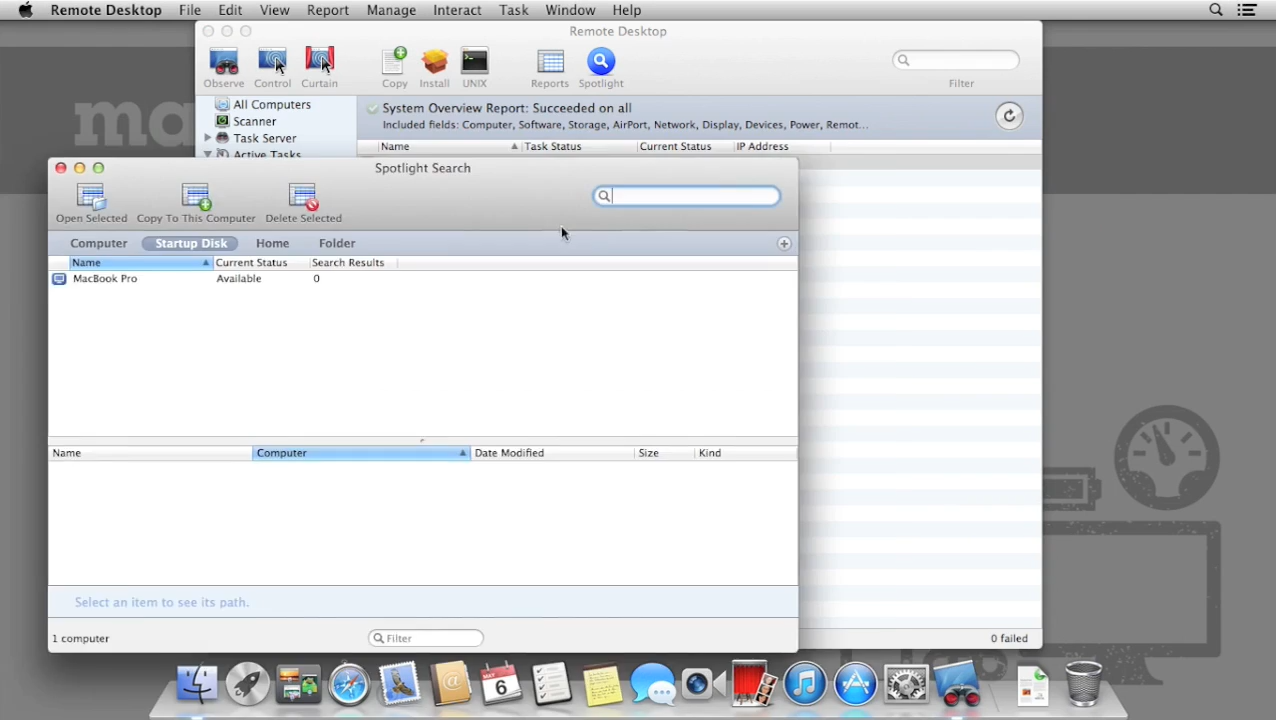 Remote Desktop File Edit View Report Manage Interact Task Window Help
Remote Desktop
Observe Control Curtain Copy Install UNIX Reports Spotlight Filter
All Computers
Scanner
Task Server
Active Tasks
System Overview Report: Succeeded on all
Included fields: Computer, Software, Storage, AirPort, Network, Display, Devices, Power, Remot...
Name Task Status Current Status IP Address
Spotlight Search
Open Selected Copy To This Computer Delete Selected
Computer Startup Disk Home Folder
Name Current Status Search Results
MacBook Pro Available 0
Name Computer Date Modified Size Kind
Select an item to see its path.
1 computer Filter
0 failed
MAY
6